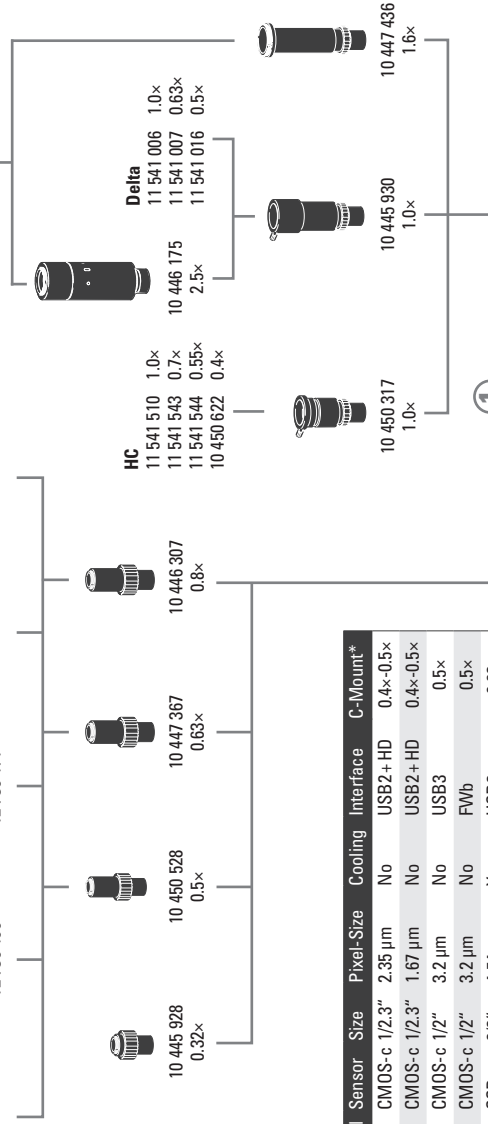 10 447 436
1.6×
Delta
11 541 006 1.0×
11 541 007 0.63×
11 541 016 0.5×
10 446 175
2.5×
10 445 930
1.0×
HC
11 541 510 1.0×
11 541 543 0.7×
11 541 544 0.55×
10 450 622 0.4×
10 450 317
1.0×
1
10 446 307
0.8×
10 447 367
0.63×
10 450 528
0.5×
10 445 928
0.32×
Sensor Size Pixel-Size Cooling Interface C-Mount*
CMOS-c 1/2.3“ 2.35 µm No USB2+HD 0.4×-0.5×
CMOS-c 1/2.3“ 1.67 µm No USB2+HD 0.4×-0.5×
CMOS-c 1/2“ 3.2 µm No USB3 0.5×
CMOS-c 1/2“ 3.2 µm No FWb 0.5×